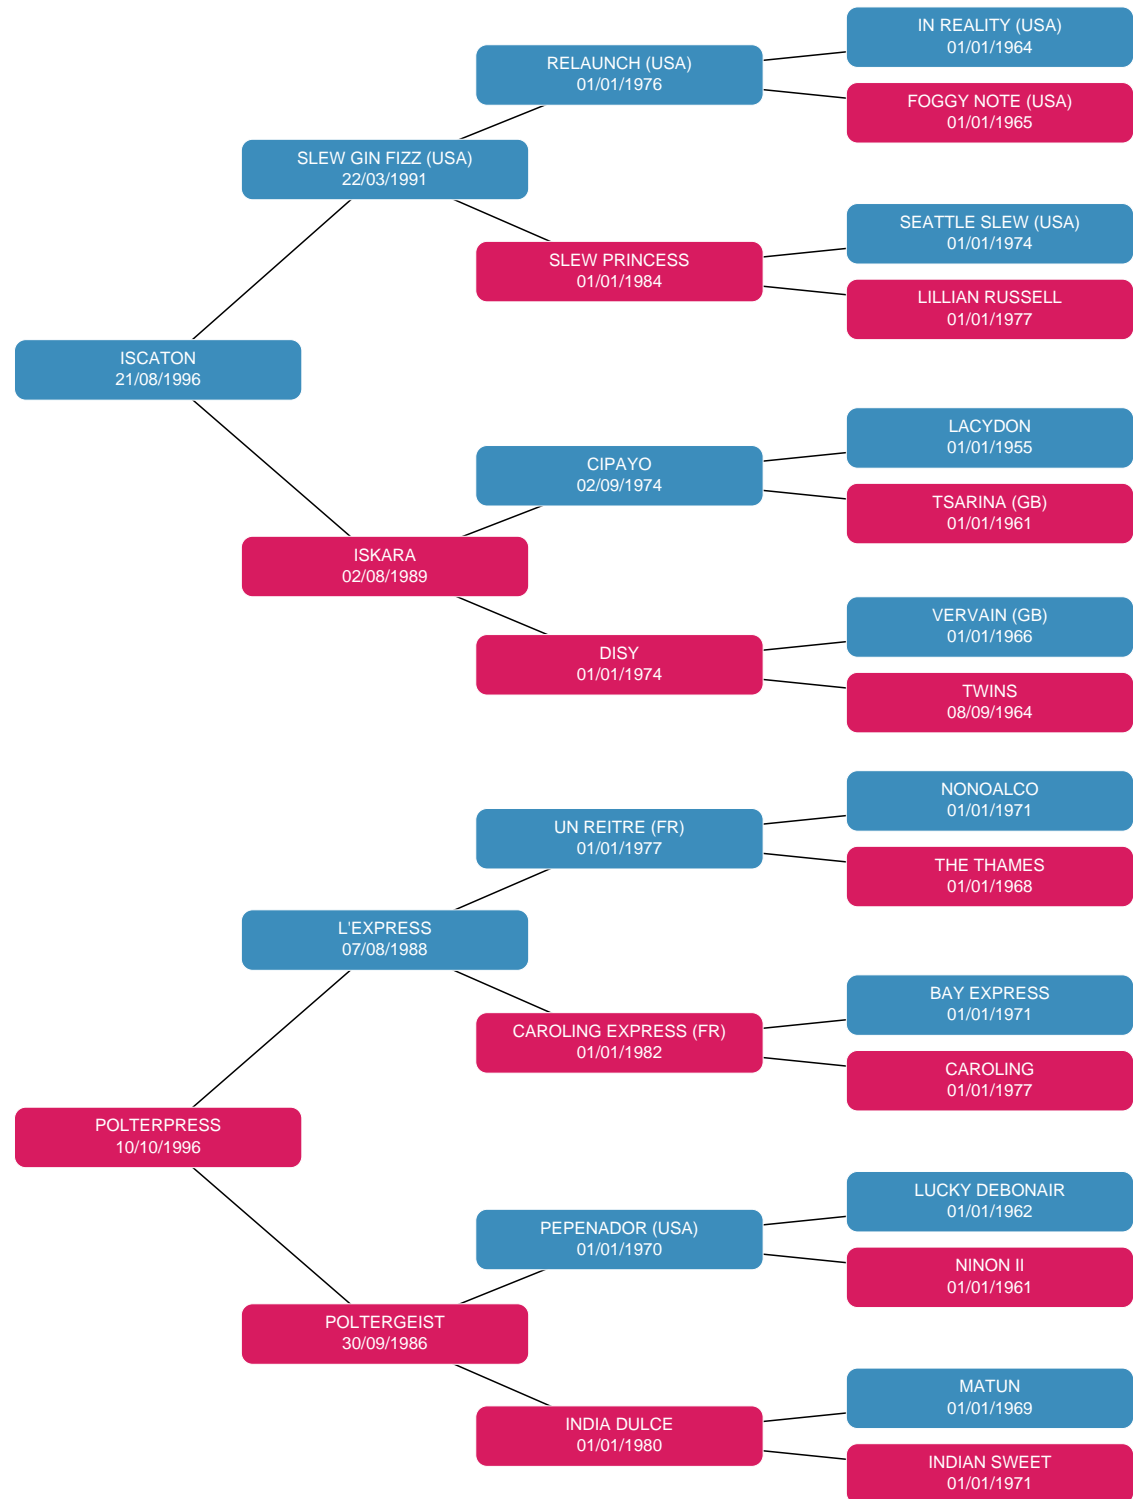 IN REALITY (USA)
01/01/1964
RELAUNCH (USA)
01/01/1976
FOGGY NOTE (USA)
01/01/1965
SLEW GIN FIZZ (USA)
22/03/1991
SEATTLE SLEW (USA)
01/01/1974
SLEW PRINCESS
01/01/1984
LILLIAN RUSSELL
01/01/1977
ISCATON
21/08/1996
LACYDON
01/01/1955
CIPAYO
02/09/1974
TSARINA (GB)
01/01/1961
ISKARA
02/08/1989
VERVAIN (GB)
01/01/1966
DISY
01/01/1974
TWINS
08/09/1964
NONOALCO
01/01/1971
UN REITRE (FR)
01/01/1977
THE THAMES
01/01/1968
L'EXPRESS
07/08/1988
BAY EXPRESS
01/01/1971
CAROLING EXPRESS (FR)
01/01/1982
CAROLING
01/01/1977
POLTERPRESS
10/10/1996
LUCKY DEBONAIR
01/01/1962
PEPENADOR (USA)
01/01/1970
NINON II
01/01/1961
POLTERGEIST
30/09/1986
MATUN
01/01/1969
INDIA DULCE
01/01/1980
INDIAN SWEET
01/01/1971